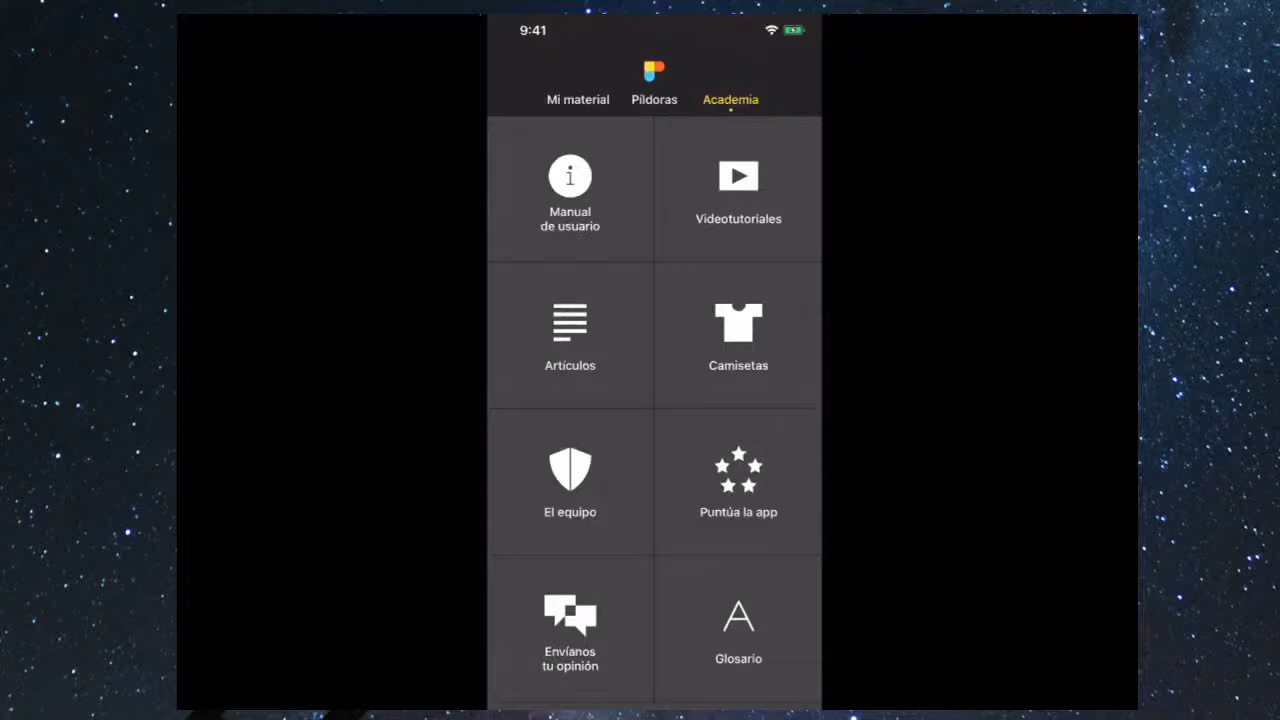 9:41
Mi material Píldoras Academia
Manual
de usuario
Videotutoriales
Artículos
Camisetas
El equipo
Puntúa la app
Envíanos
tu opinión
Glosario